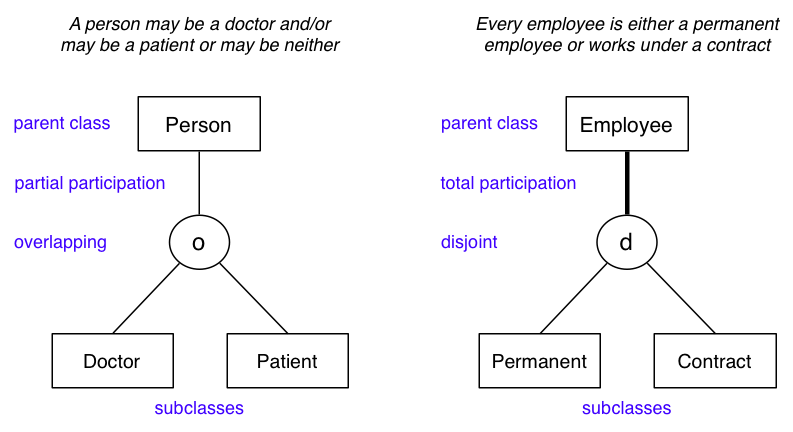 A person may be a doctor and/or
may be a patient or may be neither
parent class
Person
partial participation
overlapping
o
Doctor
Patient
subclasses
Every employee is either a permanent
employee or works under a contract
parent class
Employee
total participation
disjoint
d
Permanent
Contract
subclasses